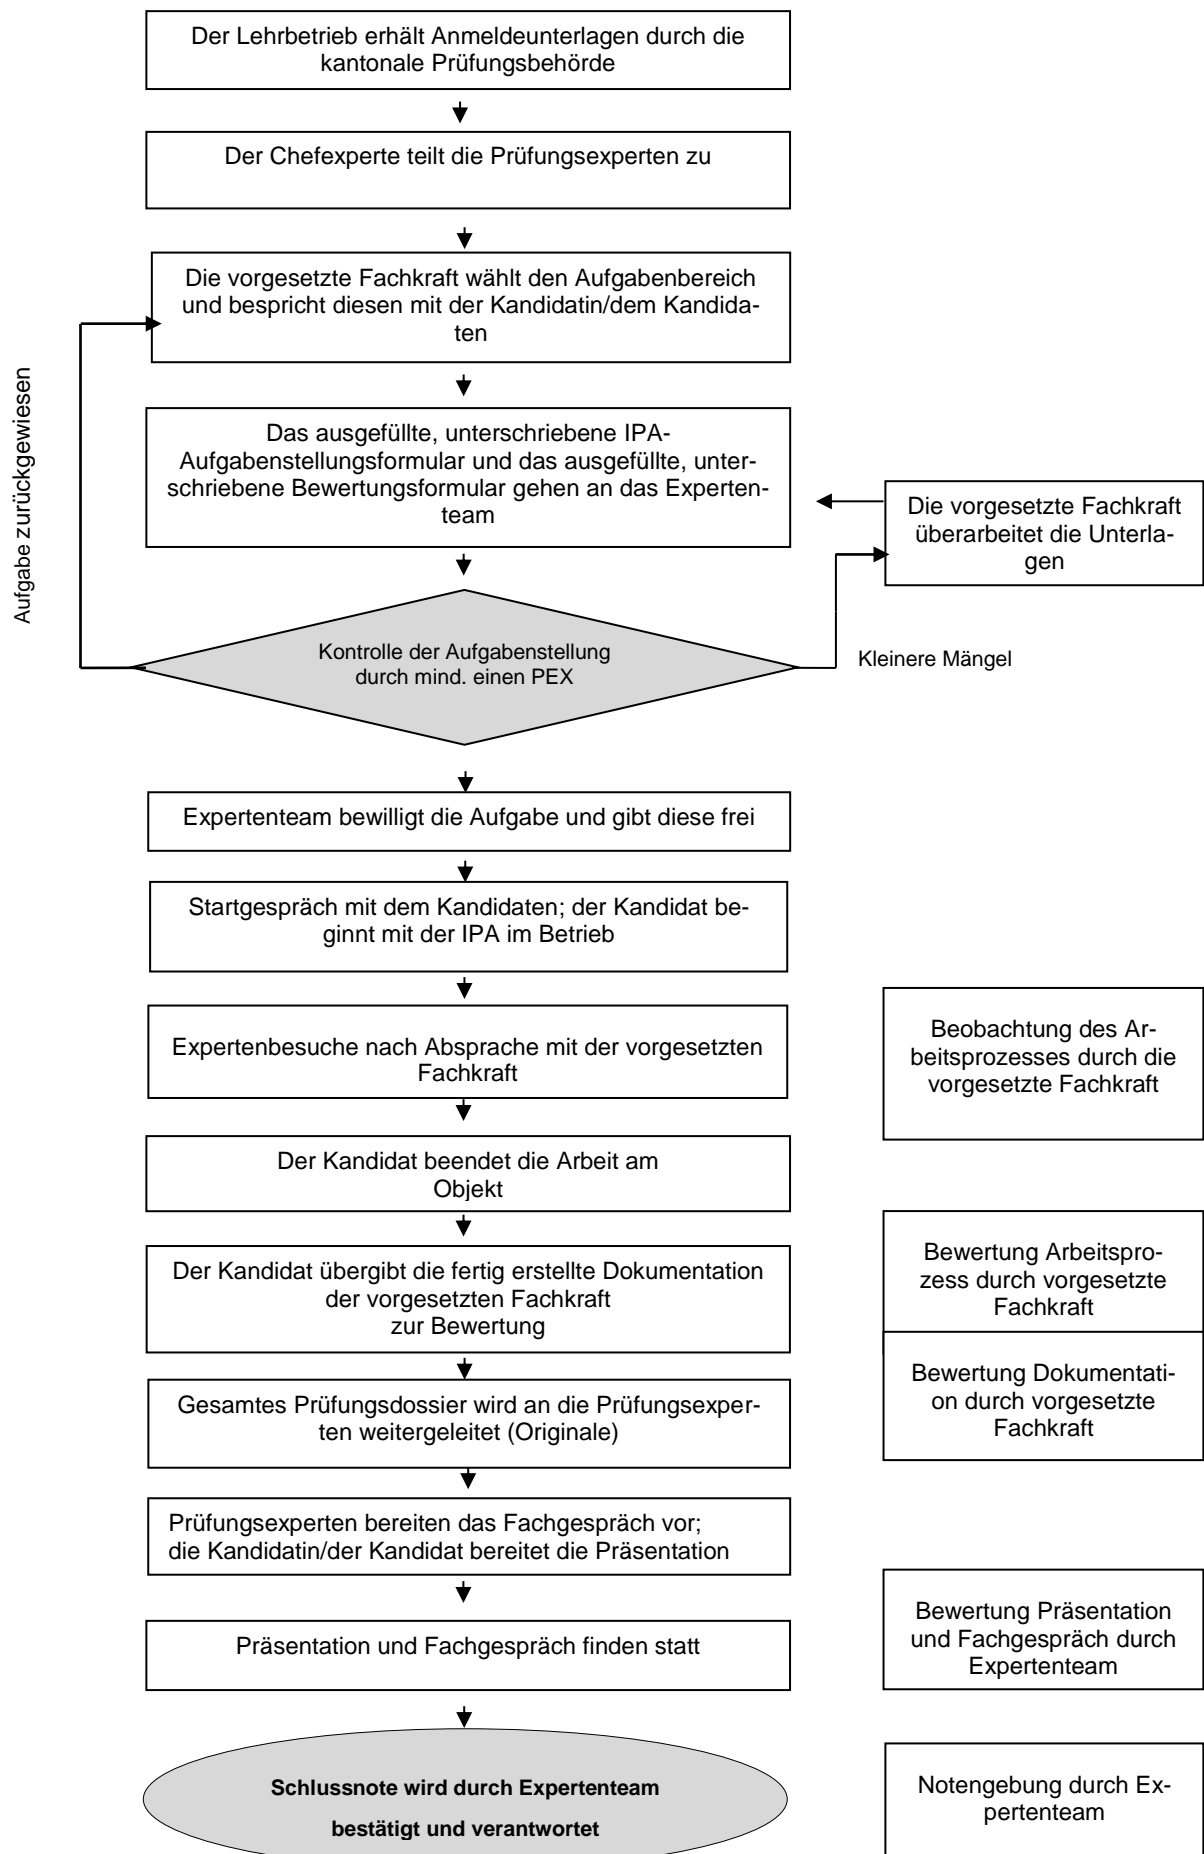 Der Lehrbetrieb erhält Anmeldeunterlagen durch die
kantonale Prüfungsbehörde
Der Chefexperte teilt die Prüfungsexperten zu
Die vorgesetzte Fachkraft wählt den Aufgabenbereich
und bespricht diesen mit der Kandidatin/dem Kandida-
ten
Aufgabe zurückgewiesen
Das ausgefüllte, unterschriebene IPA-
Aufgabenstellungsformular und das ausgefüllte, unter-
schriebene Bewertungsformular gehen an das Experten-
team
Die vorgesetzte Fachkraft
überarbeitet die Unterla-
gen
Kontrolle der Aufgabenstellung
durch mind. einen PEX
Kleinere Mängel
Expertenteam bewilligt die Aufgabe und gibt diese frei
Startgespräch mit dem Kandidaten; der Kandidat be-
ginnt mit der IPA im Betrieb
Expertenbesuche nach Absprache mit der vorgesetzten
Fachkraft
Beobachtung des Ar-
beitsprozesses durch die
vorgesetzte Fachkraft
Der Kandidat beendet die Arbeit am
Objekt
Der Kandidat übergibt die fertig erstellte Dokumentation
der vorgesetzten Fachkraft
zur Bewertung
Bewertung Arbeitspro-
zess durch vorgesetzte
Fachkraft
Bewertung Dokumentati-
on durch vorgesetzte
Fachkraft
Gesamtes Prüfungsdossier wird an die Prüfungsexper-
ten weitergeleitet (Originale)
Prüfungsexperten bereiten das Fachgespräch vor;
die Kandidatin/der Kandidat bereitet die Präsentation
Präsentation und Fachgespräch finden statt
Bewertung Präsentation
und Fachgespräch durch
Expertenteam
Schlussnote wird durch Expertenteam
bestätigt und verantwortet
Notengebung durch Ex-
pertenteam